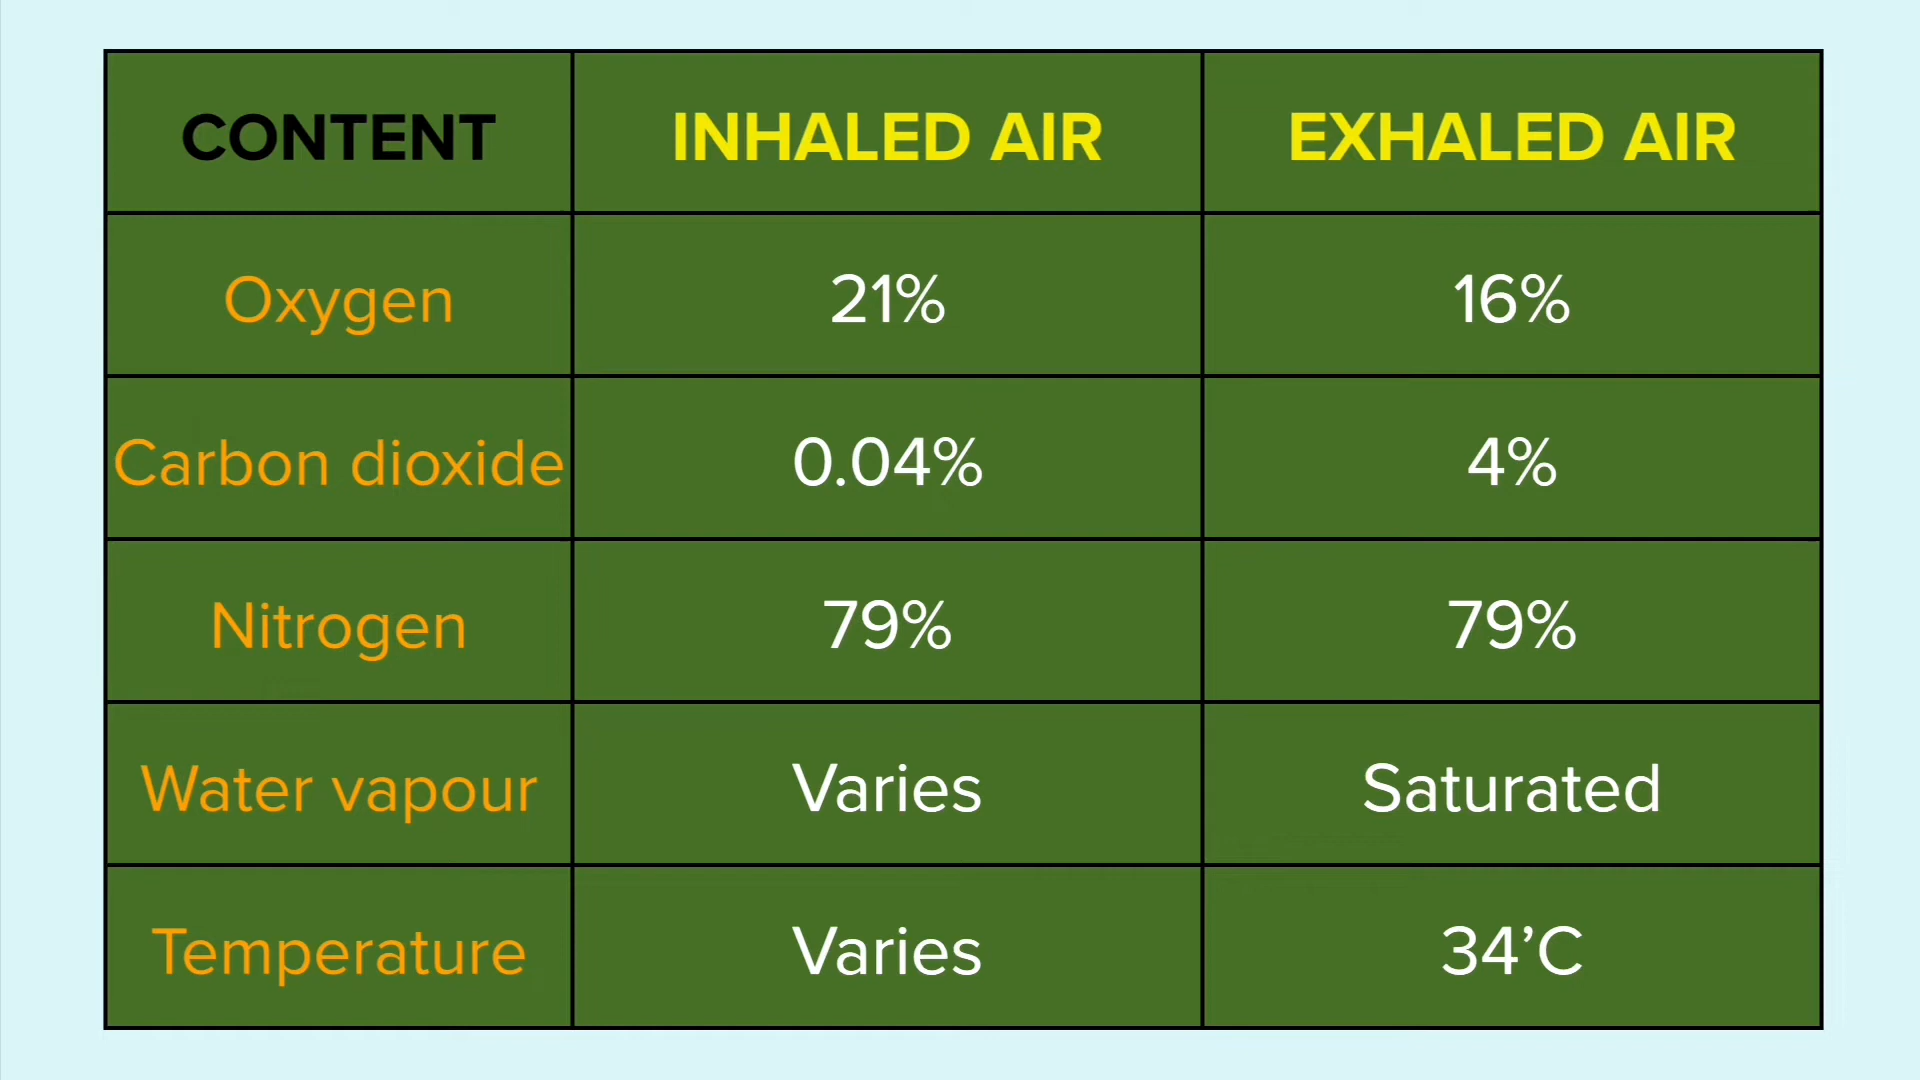 CONTENT INHALED AIR EXHALED AIR
Oxygen 21% 16%
Carbon dioxide 0.04% 4%
Nitrogen 79% 79%
Water vapour Varies Saturated
Temperature Varies 34’C